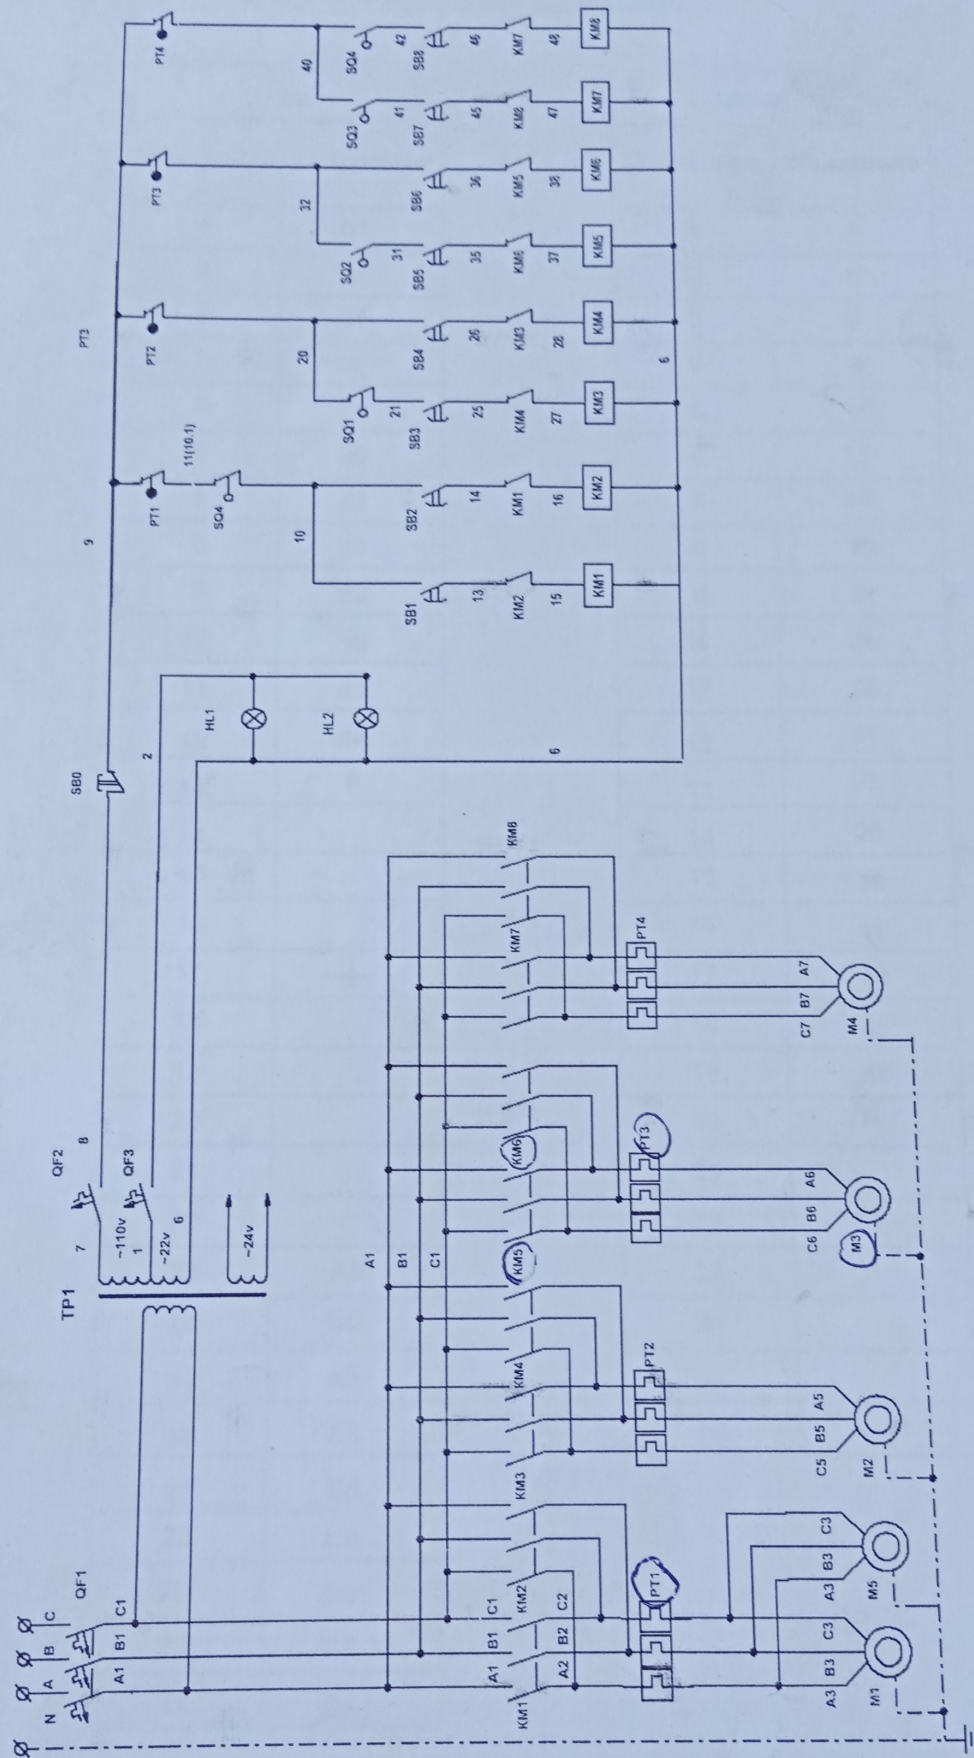 N A B C
QF1
A1 B1 C1
TP1
QF2
7 8
~110v
QF3
1
~22v
6
~24v
SB0
9
PT3
2
PT1 PT2 PT3 PT4
11(10.1)
SQ4
HL1
HL2
10 20 32 40
SQ1 SQ2 SQ3 SQ4
21 31 41 42
SB1 SB2 SB3 SB4 SB5 SB6 SB7 SB8
13 14 25 26 35 36 45 46
KM2 KM1 KM4 KM3 KM6 KM5 KM8 KM7
15 16 27 28 37 38 47 48
KM1 KM2 KM3 KM4 KM5 KM6 KM7 KM8
6
6
A1
B1
C1
A1 B1 C1
KM1 KM2 KM3 KM4 KM5 KM6 KM7 KM8
A2 B2 C2
PT1 PT2 PT3 PT4
A3 B3 C3
A3 B3 C3
C5 B5 A5
C6 B6 A6
C7 B7 A7
M1 M5 M2 M3 M4